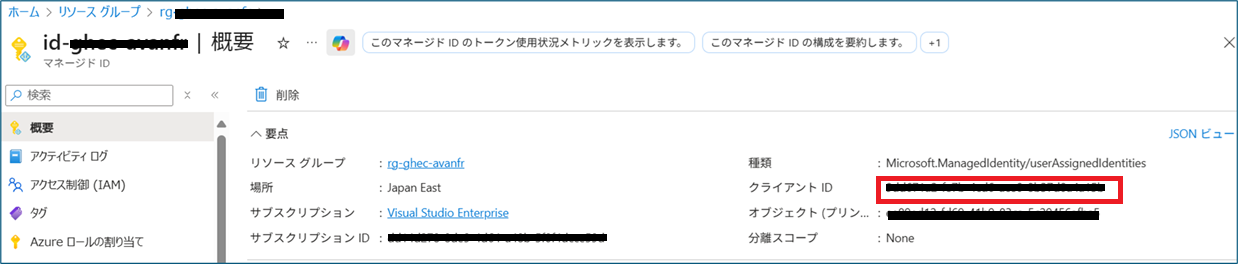 ホーム > リソース グループ > rg-
id- | 概要 ☆ … このマネージド ID のトークン使用状況メトリックを表示します。 このマネージド ID の構成を要約します。 +1
マネージド ID
検索
削除
概要
アクティビティ ログ
アクセス制御 (IAM)
タグ
Azure ロールの割り当て
要点
JSON ビュー
リソース グループ : rg-ghec-avanfr
場所 : Japan East
サブスクリプション : Visual Studio Enterprise
サブスクリプション ID :
種類 : Microsoft.ManagedIdentity/userAssignedIdentities
クライアント ID :
オブジェクト (プリン... :
分離スコープ : None